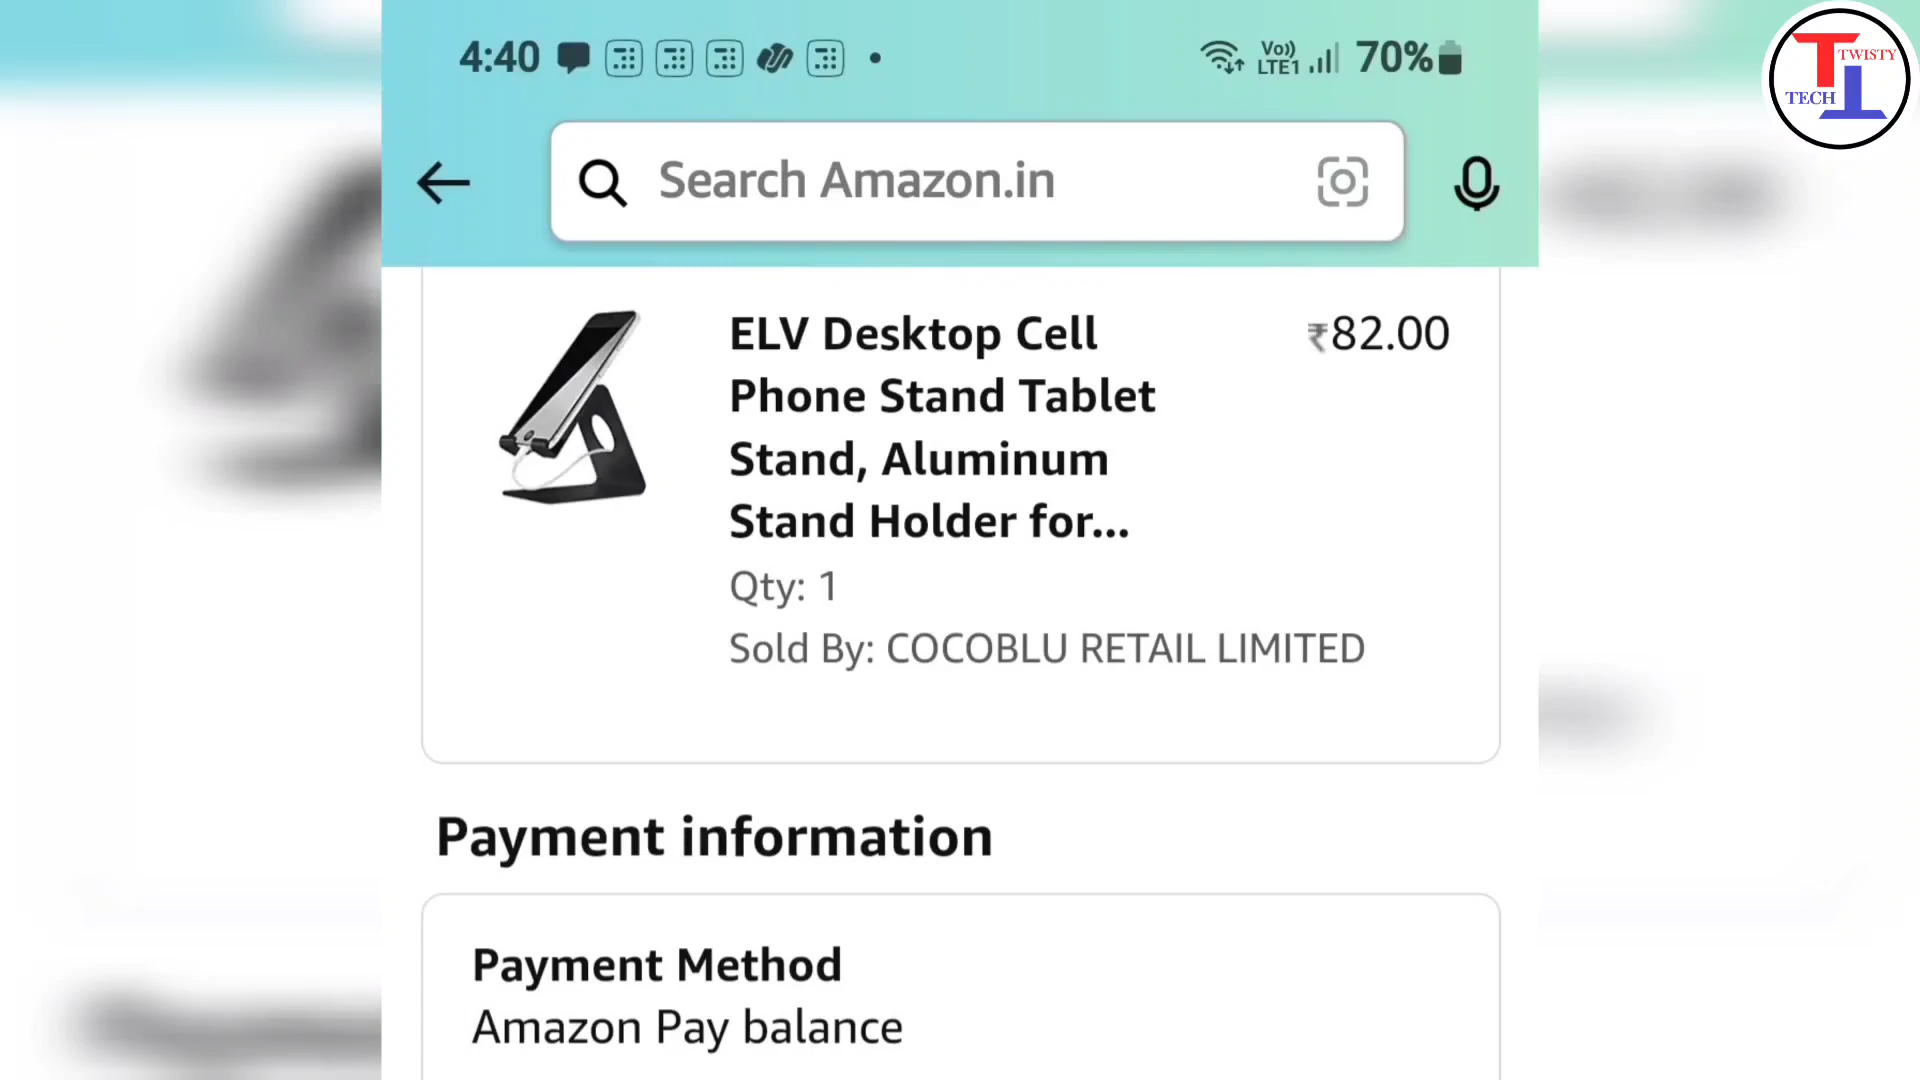 4:40 Vo)) LTE1 70%
TWISTY
TECH
Search Amazon.in
ELV Desktop Cell ₹82.00
Phone Stand Tablet
Stand, Aluminum
Stand Holder for...
Qty: 1
Sold By: COCOBLU RETAIL LIMITED
Payment information
Payment Method
Amazon Pay balance